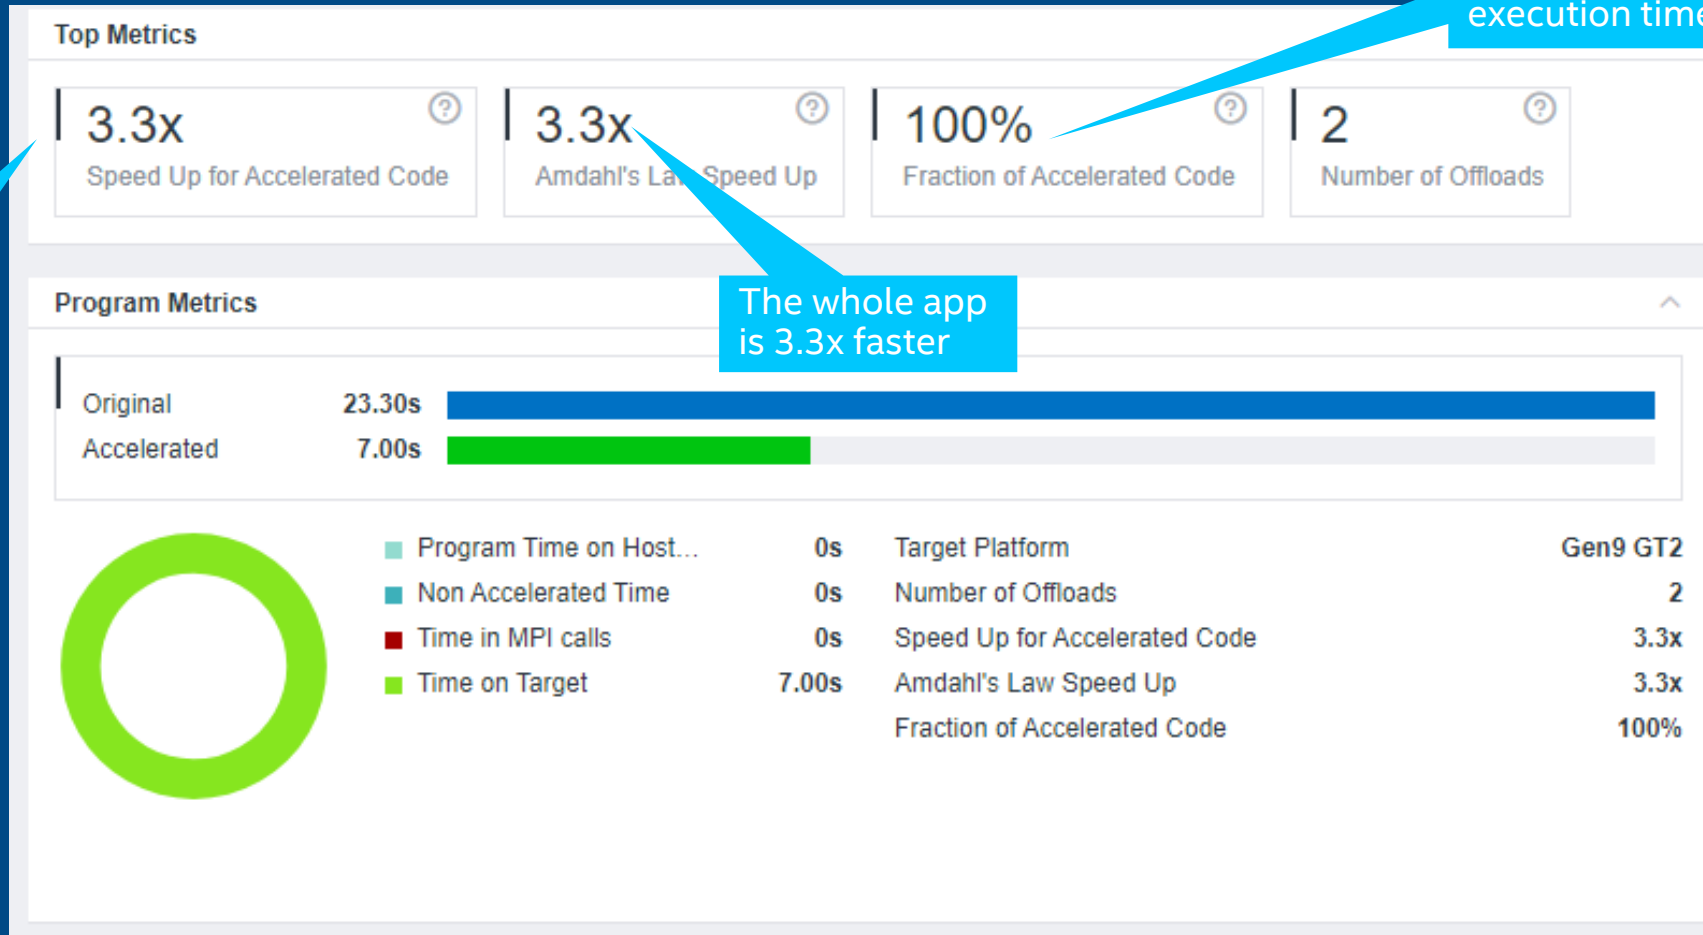 execution time
Top Metrics
3.3x
Speed Up for Accelerated Code
3.3x
Amdahl's Law Speed Up
100%
Fraction of Accelerated Code
2
Number of Offloads
The whole app
is 3.3x faster
Program Metrics
Original 23.30s
Accelerated 7.00s
Program Time on Host... 0s
Non Accelerated Time 0s
Time in MPI calls 0s
Time on Target 7.00s
Target Platform Gen9 GT2
Number of Offloads 2
Speed Up for Accelerated Code 3.3x
Amdahl's Law Speed Up 3.3x
Fraction of Accelerated Code 100%